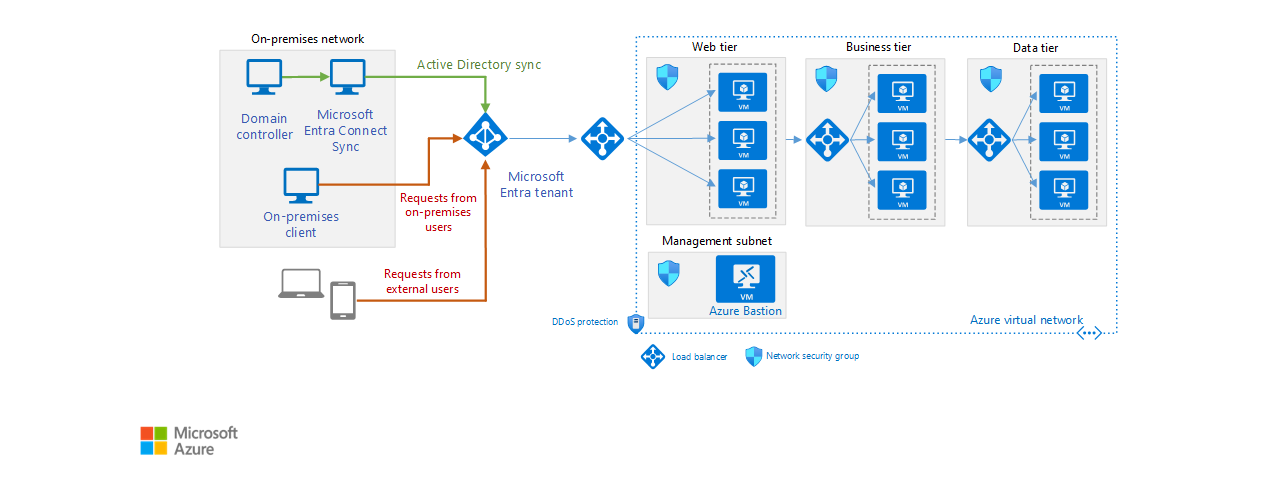 On-premises network
Domain
controller
Microsoft
Entra Connect
Sync
On-premises
client
Active Directory sync
Requests from
on-premises
users
Requests from
external users
Microsoft
Entra tenant
Web tier
VM
VM
VM
Business tier
VM
VM
VM
Data tier
VM
VM
VM
Management subnet
VM
Azure Bastion
DDoS protection
Azure virtual network
Load balancer
Network security group
Microsoft
Azure